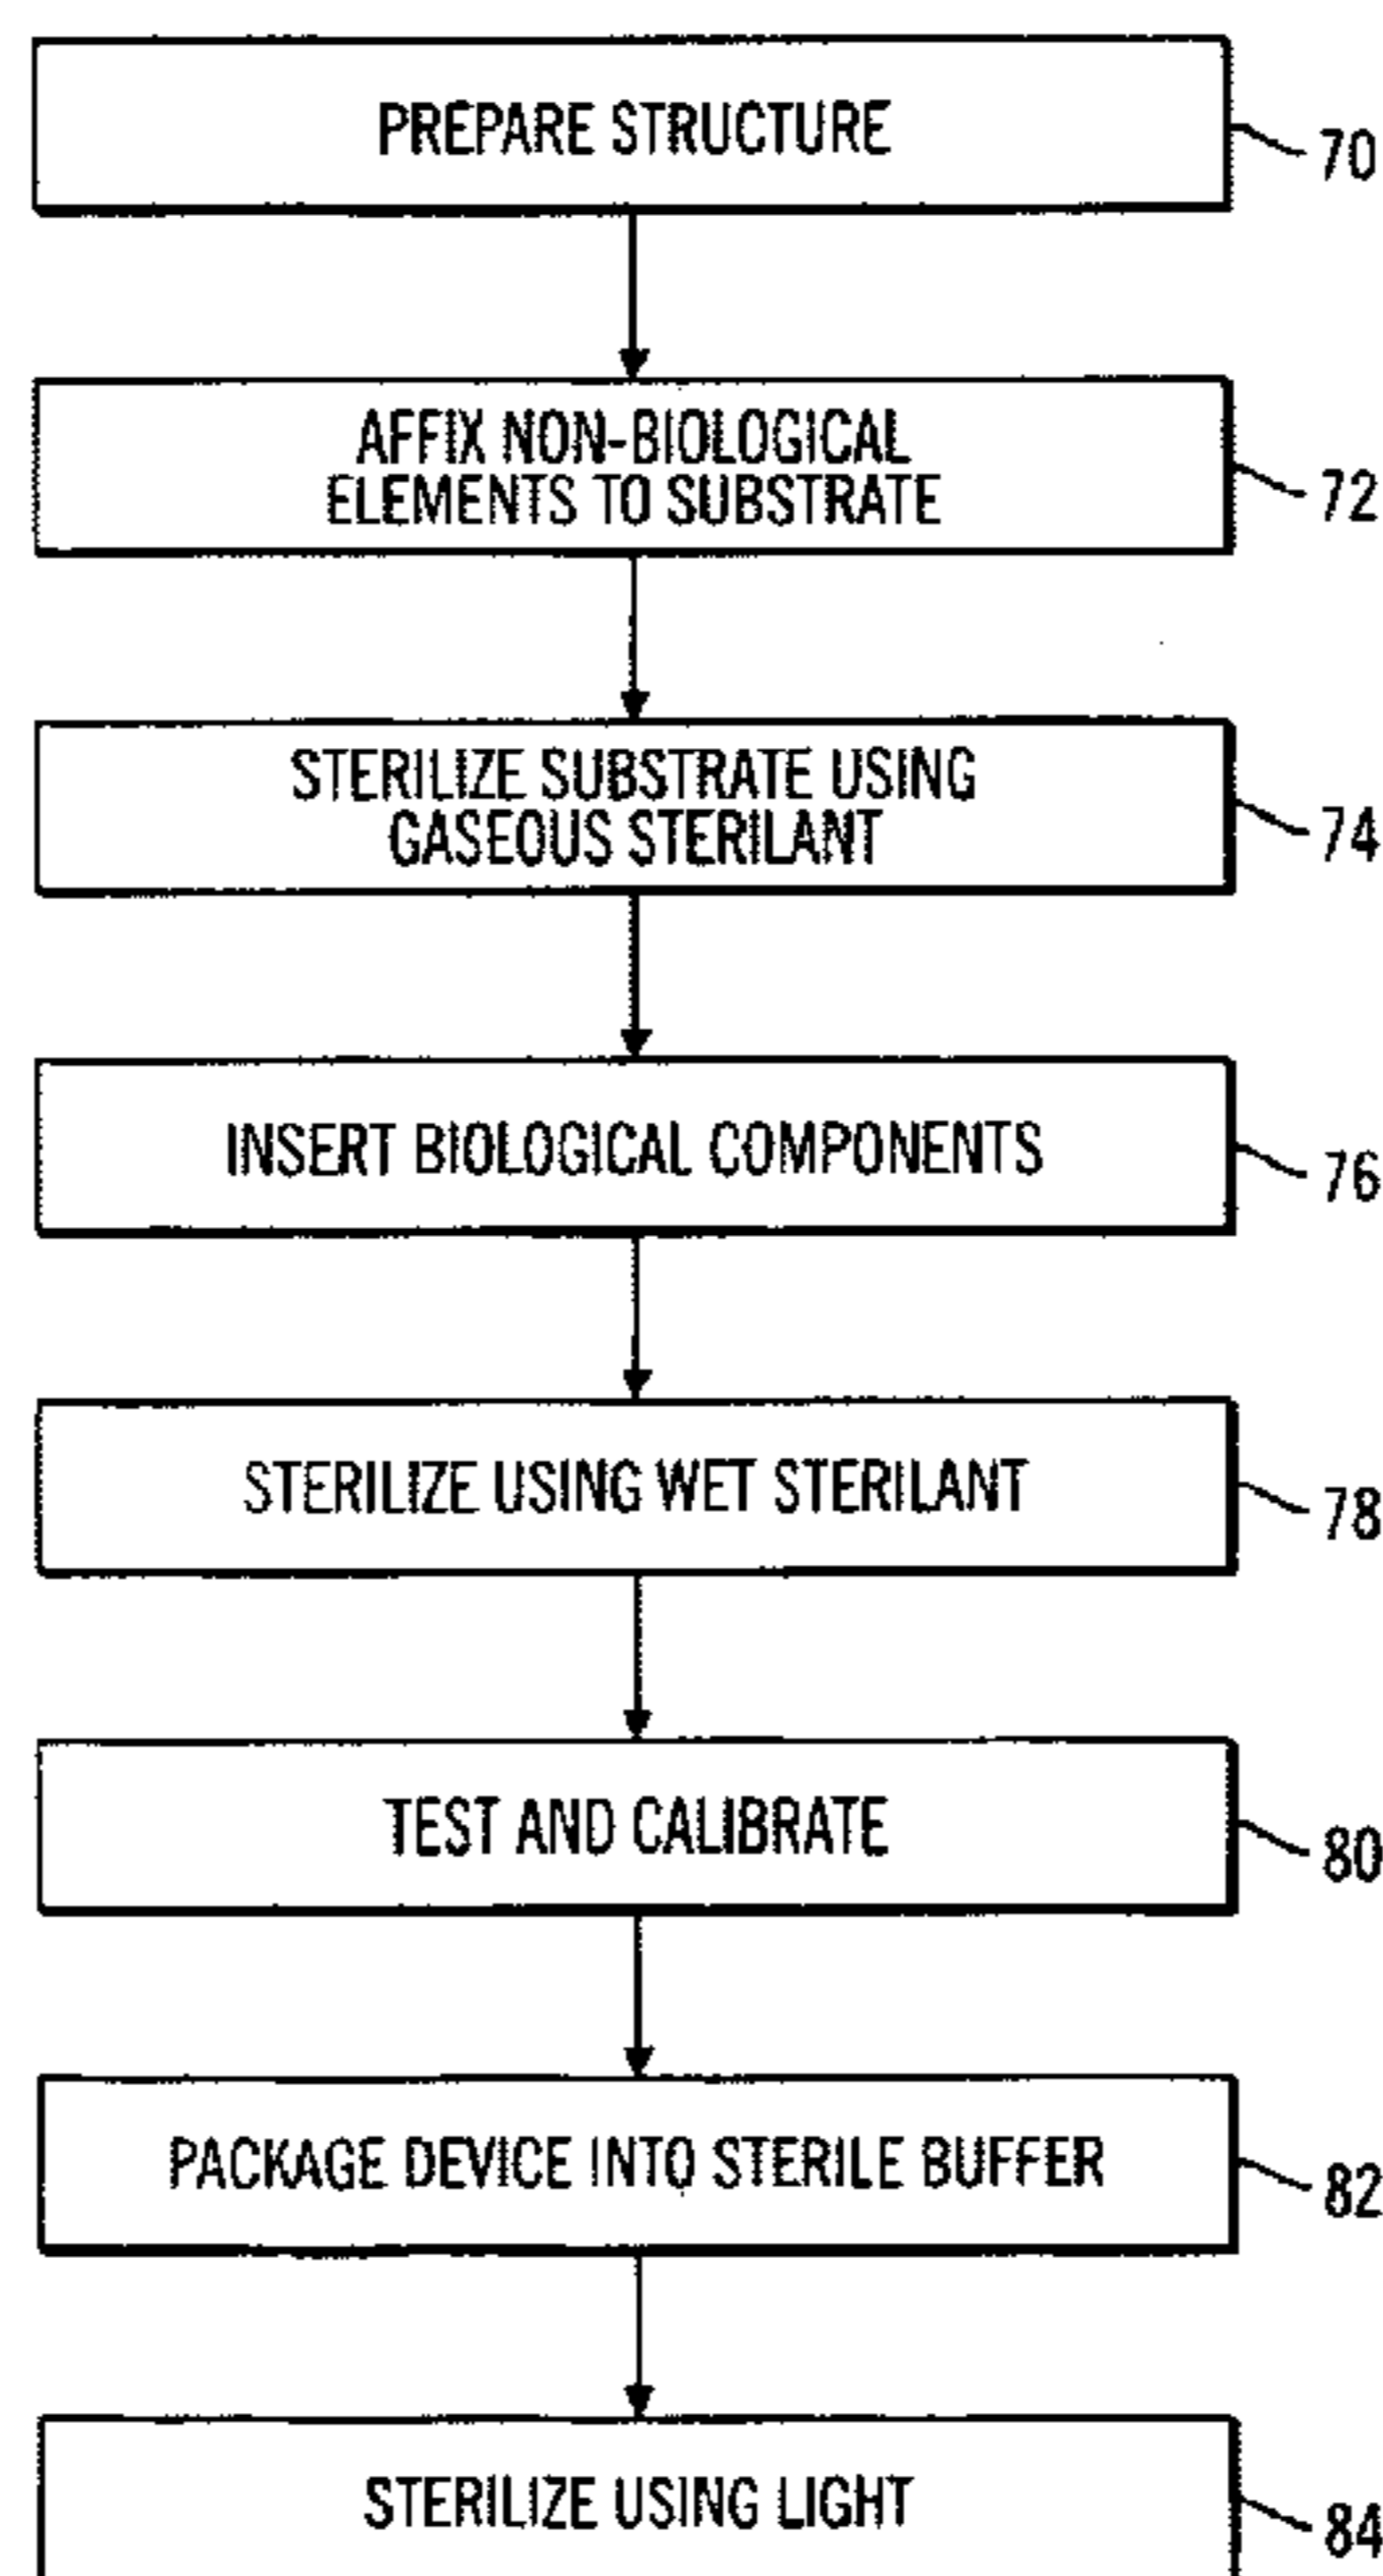 PREPARE STRUCTURE
70
AFFIX NON-BIOLOGICAL
ELEMENTS TO SUBSTRATE
72
STERILIZE SUBSTRATE USING
GASEOUS STERILANT
74
INSERT BIOLOGICAL COMPONENTS
76
STERILIZE USING WET STERILANT
78
TEST AND CALIBRATE
80
PACKAGE DEVICE INTO STERILE BUFFER
82
STERILIZE USING LIGHT
84